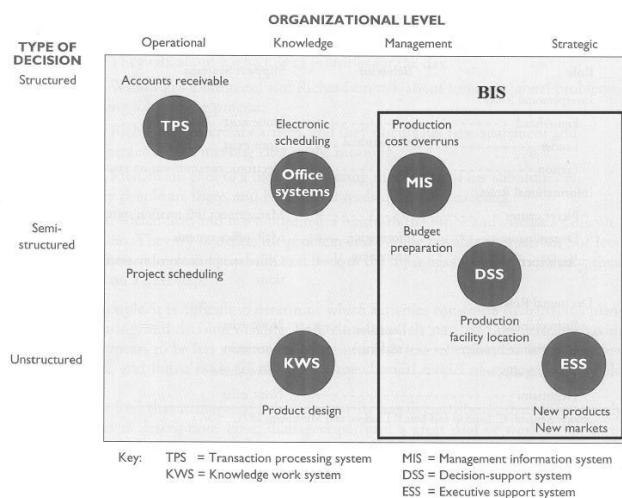 ORGANIZATIONAL LEVEL
TYPE OF
DECISION
Operational Knowledge Management Strategic
Structured
Accounts receivable
BIS
TPS
Electronic
scheduling
Production
cost overruns
Office
systems
MIS
Semi-
structured
Budget
preparation
Project scheduling
DSS
Production
facility location
Unstructured
KWS
ESS
Product design
New products
New markets
Key: TPS = Transaction processing system
KWS = Knowledge work system
MIS = Management information system
DSS = Decision-support system
ESS = Executive support system